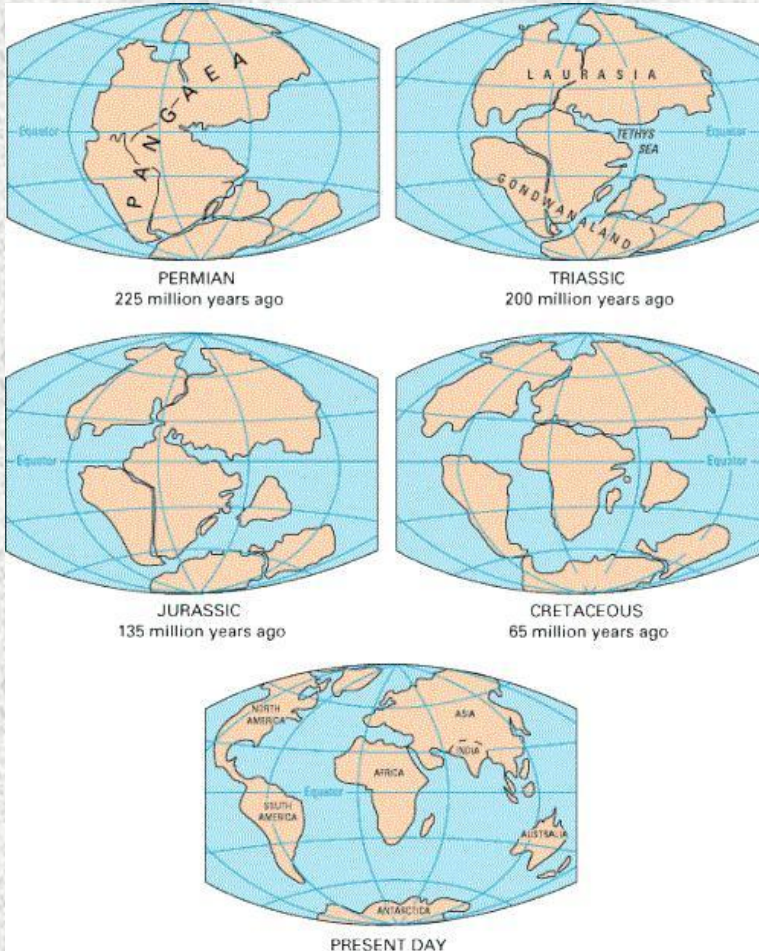 Equator
PANGAEA
PERMIAN
225 million years ago
LAURASIA
TETHYS
SEA
Equator
GONDWANALAND
TRIASSIC
200 million years ago
Equator
JURASSIC
135 million years ago
Equator
CRETACEOUS
65 million years ago
NORTH
AMERICA
ASIA
INDIA
AFRICA
Equator
SOUTH
AMERICA
AUSTRALIA
ANTARCTICA
PRESENT DAY